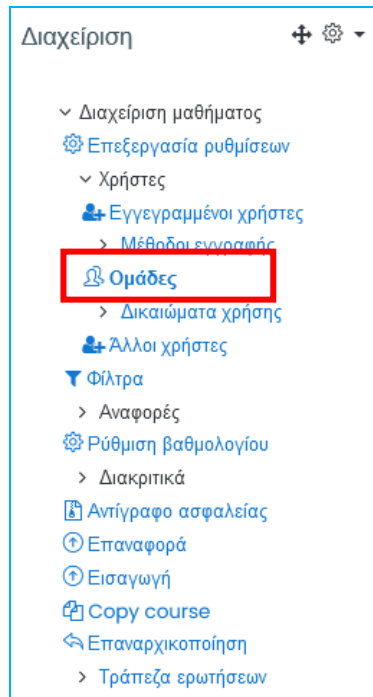 Διαχείριση
Διαχείριση μαθήματος
Επεξεργασία ρυθμίσεων
Χρήστες
Εγγεγραμμένοι χρήστες
Μέθοδοι εγγραφής
Ομάδες
Δικαιώματα χρήσης
Άλλοι χρήστες
Φίλτρα
Αναφορές
Ρύθμιση βαθμολογίου
Διακριτικά
Αντίγραφο ασφαλείας
Επαναφορά
Εισαγωγή
Copy course
Επαναρχικοποίηση
Τράπεζα ερωτήσεων